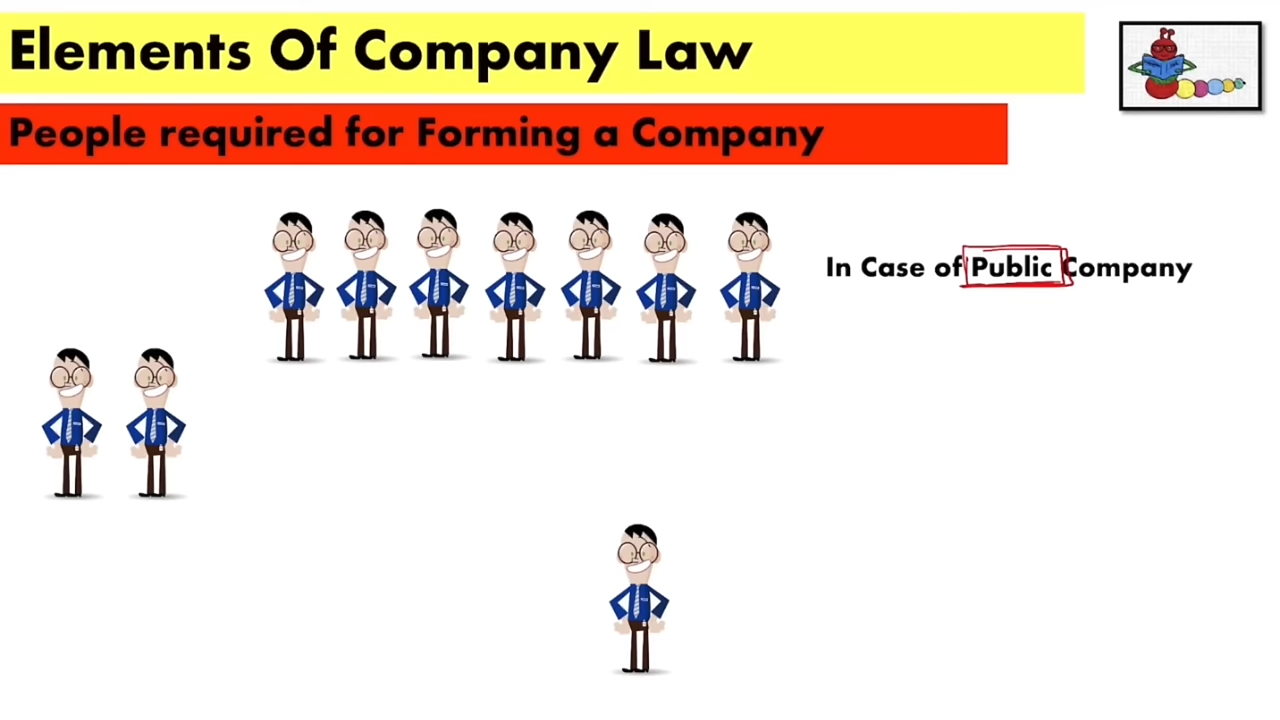 Elements Of Company Law
People required for Forming a Company
In Case of Public Company